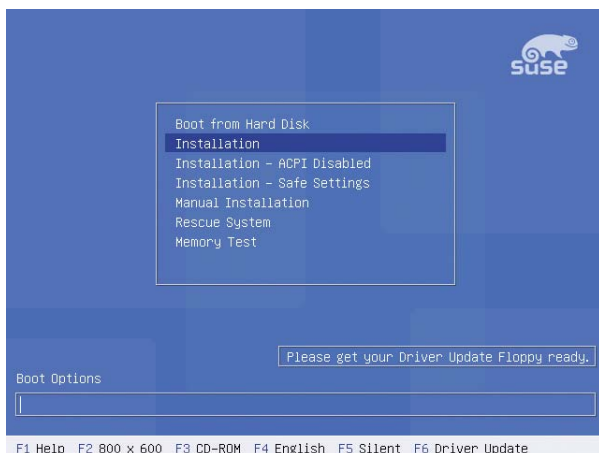 suse
Boot from Hard Disk
Installation
Installation - ACPI Disabled
Installation - Safe Settings
Manual Installation
Rescue System
Memory Test
Please get your Driver Update Floppy ready.
Boot Options
F1 Help F2 800 x 600 F3 CD-ROM F4 English F5 Silent F6 Driver Update